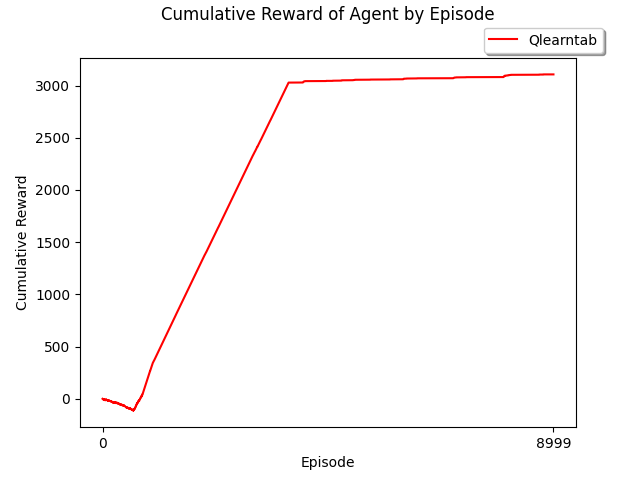 Cumulative Reward of Agent by Episode
Qlearntab
3000
2500
2000
1500
1000
500
0
Cumulative Reward
0 8999
Episode